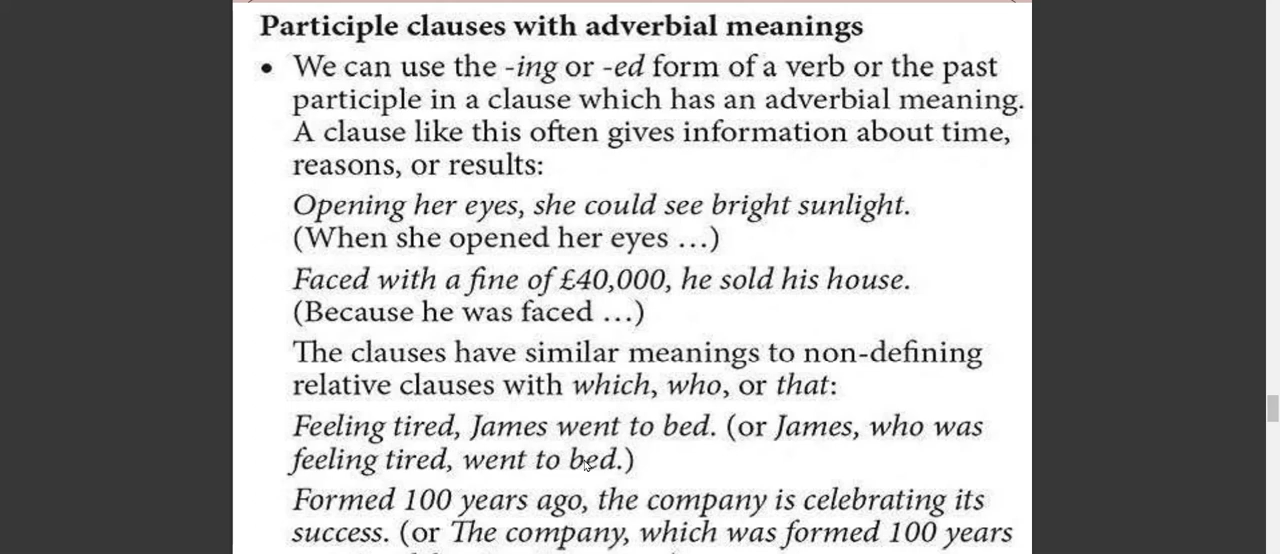 Participle clauses with adverbial meanings
• We can use the -ing or -ed form of a verb or the past
participle in a clause which has an adverbial meaning.
A clause like this often gives information about time,
reasons, or results:
Opening her eyes, she could see bright sunlight.
(When she opened her eyes …)
Faced with a fine of £40,000, he sold his house.
(Because he was faced …)
The clauses have similar meanings to non-defining
relative clauses with which, who, or that:
Feeling tired, James went to bed. (or James, who was
feeling tired, went to bed.)
Formed 100 years ago, the company is celebrating its
success. (or The company, which was formed 100 years